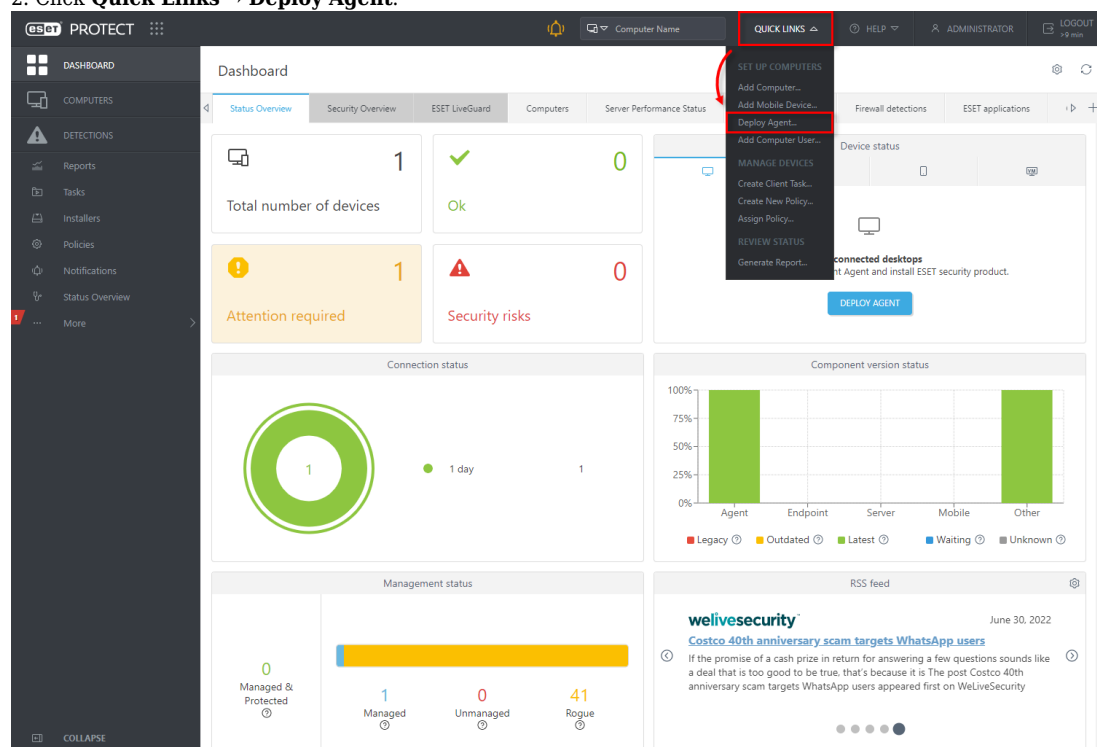 2. Click Quick Links → Deploy Agent.
eset PROTECT
Computer Name
QUICK LINKS
HELP
ADMINISTRATOR
LOGOUT
>9 min
DASHBOARD
COMPUTERS
DETECTIONS
Reports
Tasks
Installers
Policies
Notifications
Status Overview
1
More
COLLAPSE
Dashboard
Status Overview
Security Overview
ESET LiveGuard
Computers
Server Performance Status
Firewall detections
ESET applications
SET UP COMPUTERS
Add Computer...
Add Mobile Device...
Deploy Agent...
Add Computer User...
MANAGE DEVICES
Create Client Task...
Create New Policy...
Assign Policy...
REVIEW STATUS
Generate Report...
1
Total number of devices
0
Ok
1
Attention required
0
Security risks
Device status
VM
connected desktops
nt Agent and install ESET security product.
DEPLOY AGENT
Connection status
1
1 day
1
Component version status
100%
75%
50%
25%
0%
Agent Endpoint Server Mobile Other
Legacy Outdated Latest Waiting Unknown
Management status
0
Managed &
Protected
1
Managed
0
Unmanaged
41
Rogue
RSS feed
welivesecurity
June 30, 2022
Costco 40th anniversary scam targets WhatsApp users
If the promise of a cash prize in return for answering a few questions sounds like
a deal that is too good to be true, that's because it is The post Costco 40th
anniversary scam targets WhatsApp users appeared first on WeLiveSecurity